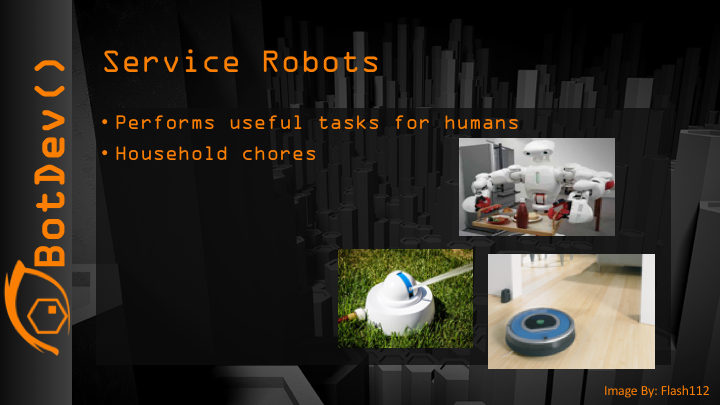 Service Robots
• Performs useful tasks for humans
• Household chores
BotDev()
Image By: Flash112